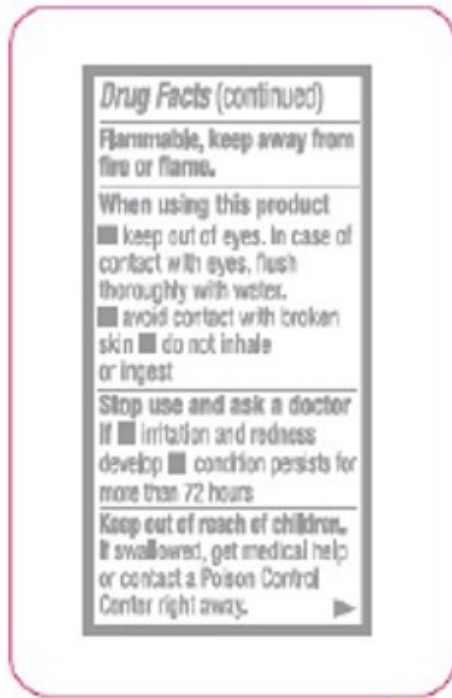 Drug Facts (continued)
Flammable, keep away from
fire or flame.
When using this product
■ keep out of eyes. In case of
contact with eyes, flush
thoroughly with water.
■ avoid contact with broken
skin ■ do not inhale
or ingest
Stop use and ask a doctor
if ■ irritation and redness
develop ■ condition persists for
more than 72 hours
Keep out of reach of children.
If swallowed, get medical help
or contact a Poison Control
Center right away. ▶